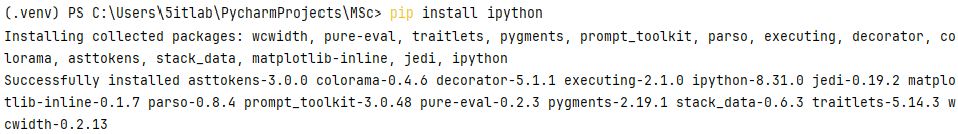 (.venv) PS C:\Users\5itlab\PycharmProjects\MSc> pip install ipython
Installing collected packages: wcwidth, pure-eval, traitlets, pygments, prompt_toolkit, parso, executing, decorator, co
lorama, asttokens, stack_data, matplotlib-inline, jedi, ipython
Successfully installed asttokens-3.0.0 colorama-0.4.6 decorator-5.1.1 executing-2.1.0 ipython-8.31.0 jedi-0.19.2 matplo
tlib-inline-0.1.7 parso-0.8.4 prompt_toolkit-3.0.48 pure-eval-0.2.3 pygments-2.19.1 stack_data-0.6.3 traitlets-5.14.3 w
cwidth-0.2.13